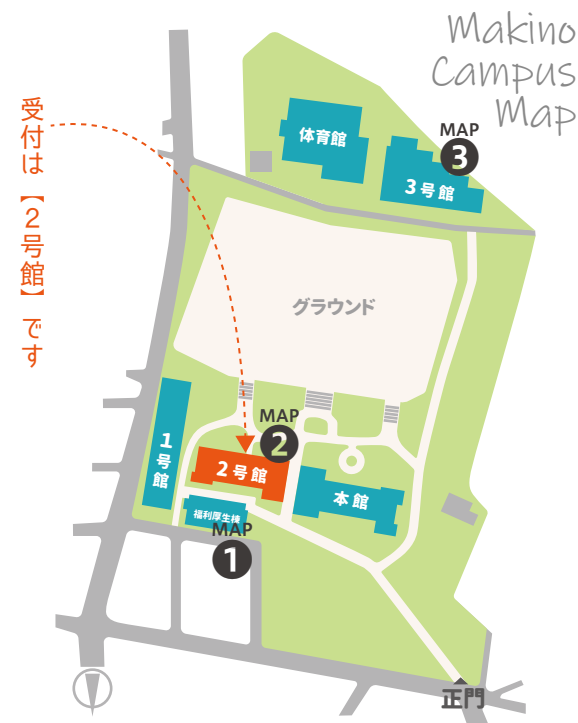 Makino
Campus
Map
受付は【2号館】です
体育館
MAP
3
3号館
グラウンド
1号館
MAP
2
2号館
本館
福利厚生棟
MAP
1
正門